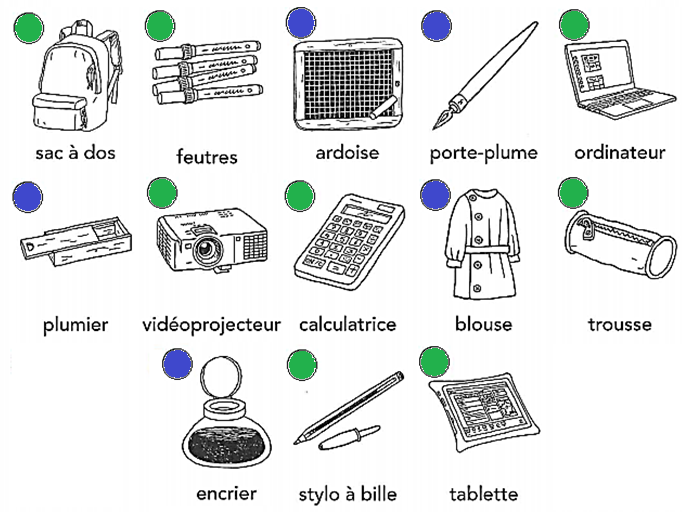 sac à dos
feutres
ardoise
porte-plume
ordinateur
plumier
vidéoprojecteur
calculatrice
blouse
trousse
encrier
stylo à bille
tablette